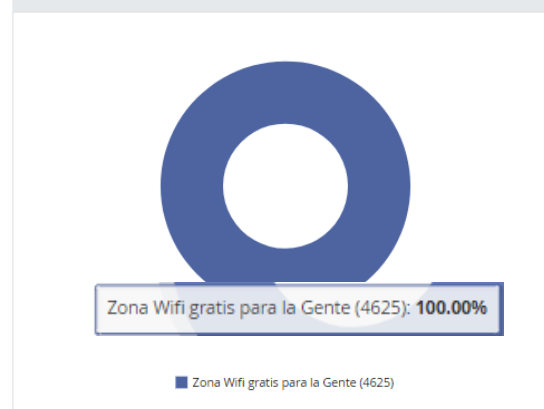 Zona Wifi gratis para la Gente (4625): 100.00%
Zona Wifi gratis para la Gente (4625)